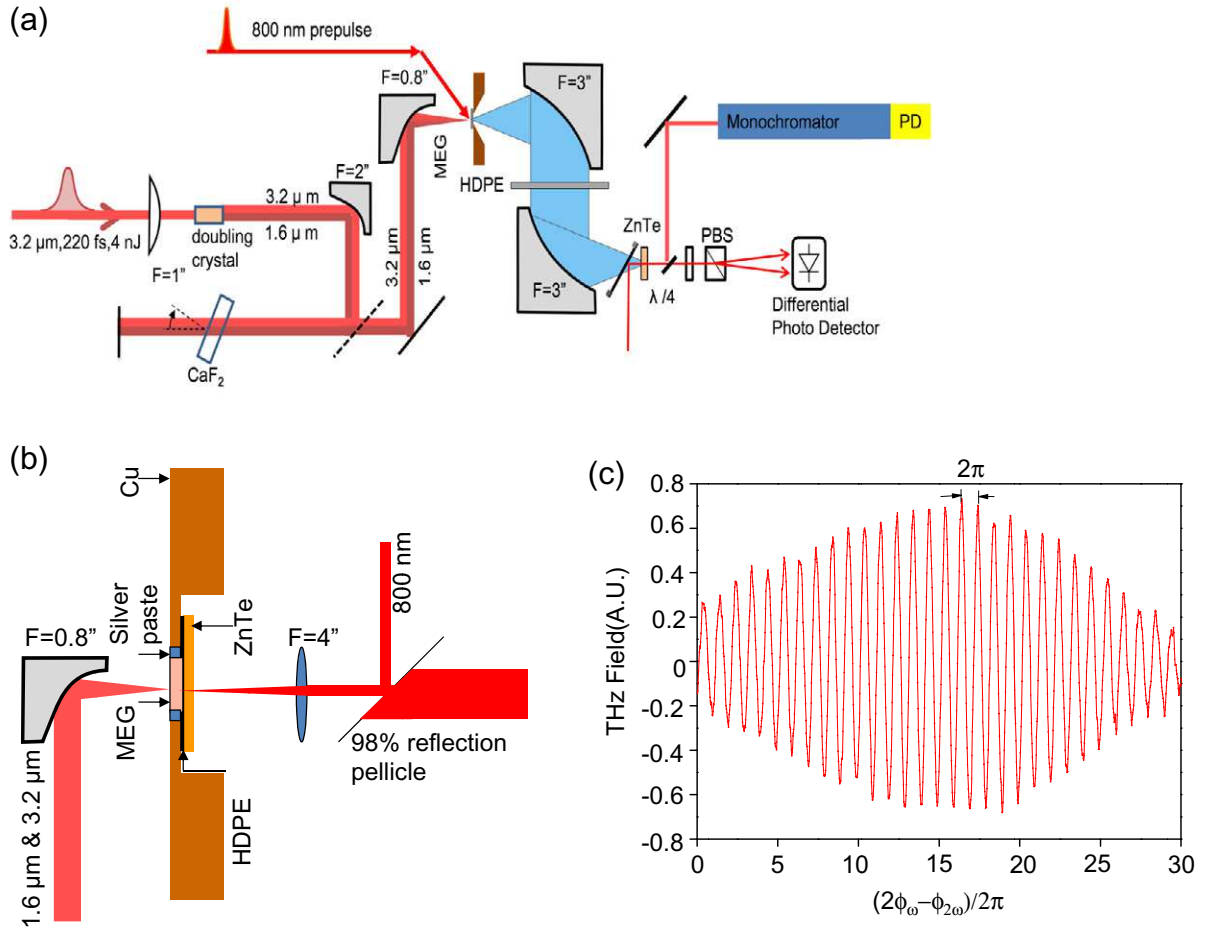 (a)
800 nm prepulse
F=0.8”
F=3”
Monochromator
PD
MEG
HDPE
F=2”
3.2 μ m
1.6 μ m
3.2 μm,220 fs,4 nJ
doubling
crystal
F=1”
3.2 μm
1.6 μm
ZnTe
PBS
F=3”
λ /4
Differential
Photo Detector
CaF2
(b)
Cu
Silver
paste
ZnTe
800 nm
F=0.8”
F=4”
MEG
98% reflection
pellicle
HDPE
1.6 μm & 3.2 μm
(c)
2π
0.8
0.6
0.4
0.2
0
-0.2
-0.4
-0.6
-0.8
THz Field(A.U.)
0 5 10 15 20 25 30
(2ϕω−ϕ2ω)/2π